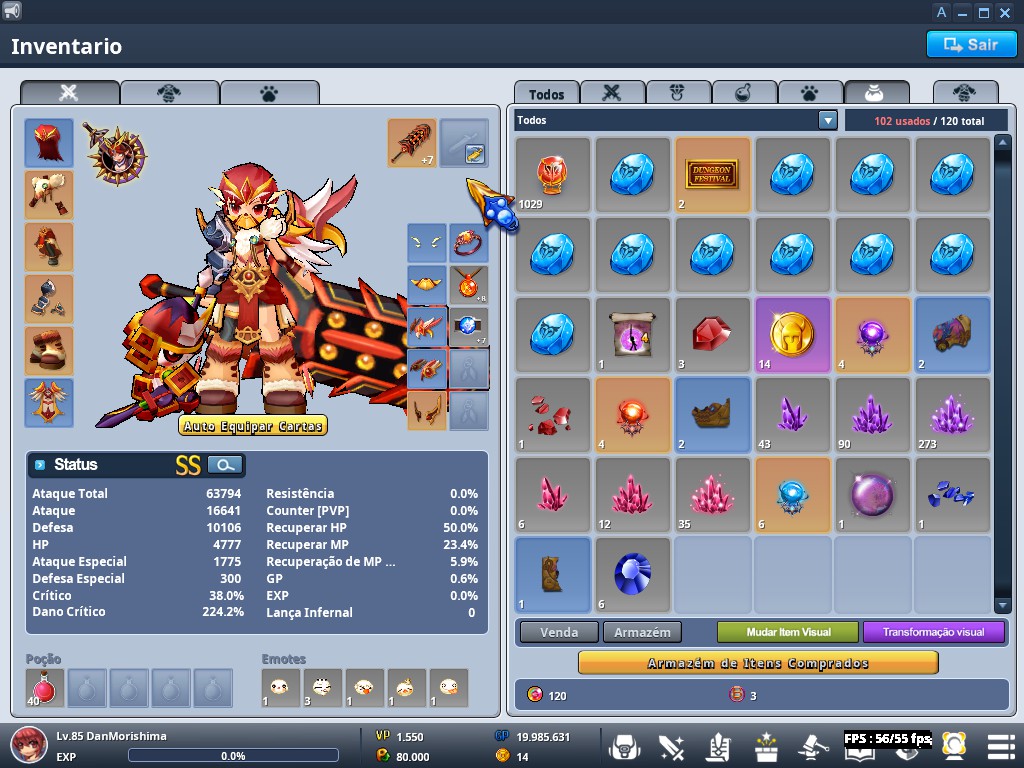 A
Inventario
Sair
Todos
Todos
102 usados / 120 total
+7
+8
+7
1029
DUNGEON FESTIVAL
2
1
4
3
14
4
2
1
4
2
43
90
273
6
12
35
6
1
1
1
6
Auto Equipar Cartas
Status
SS
Ataque Total 63794
Ataque 16641
Defesa 10106
HP 4777
Ataque Especial 1775
Defesa Especial 300
Crítico 38.0%
Dano Crítico 224.2%
Resistência 0.0%
Counter [PVP] 0.0%
Recuperar HP 50.0%
Recuperar MP 23.4%
Recuperação de MP ... 5.9%
GP 0.6%
EXP 0.0%
Lança Infernal 0
Venda
Armazém
Mudar Item Visual
Transformação visual
Armazém de Itens Comprados
Poção
40
Emotes
1
3
1
1
1
120
3
Lv.85 DanMorishima
EXP 0.0%
VP 1.550
80.000
GP 19.985.631
14
FPS : 56/55 fps